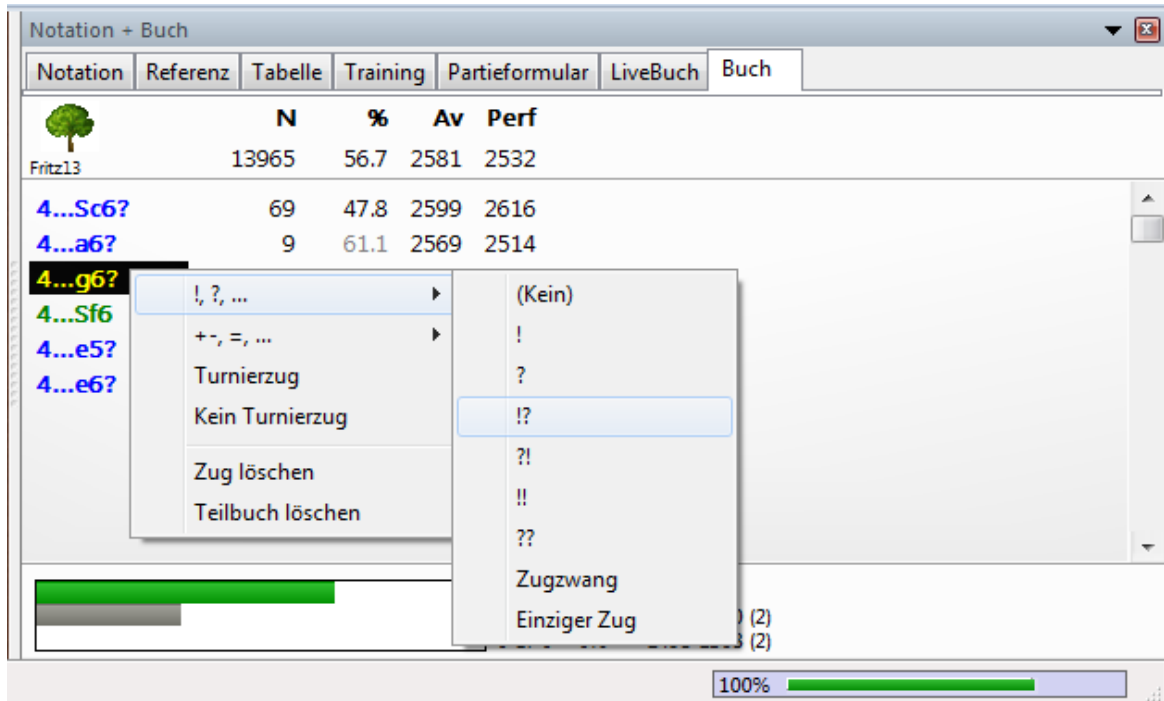 Notation + Buch
Notation Referenz Tabelle Training Partieformular LiveBuch Buch
N % Av Perf
Fritz13 13965 56.7 2581 2532
4...Sc6? 69 47.8 2599 2616
4...a6? 9 61.1 2569 2514
4...g6?
4...Sf6
4...e5?
4...e6?
!, ?, ...
+-, =, ...
Turnierzug
Kein Turnierzug
Zug löschen
Teilbuch löschen
(Kein)
!
?
!?
?!
!!
??
Zugzwang
Einziger Zug
(2)
(2)
100%